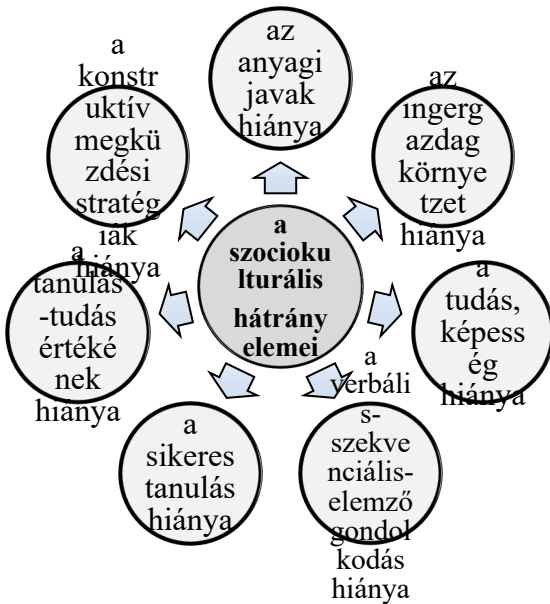 az
anyagi
javak
hiánya
az
ingerg
azdag
környe
tzet
hiánya
a
tudás,
képess
ég
hiánya
a
verbáli
s-
szekve
nciális-
elemző
gondol
kodás
hiánya
a
sikeres
tanulás
hiánya
a
tanulás
-tudás
értéké
nek
hiánya
a
konstr
uktív
megkü
zdési
stratég
iák
hiánya
a
szocioku
lturális
hátrány
elemei